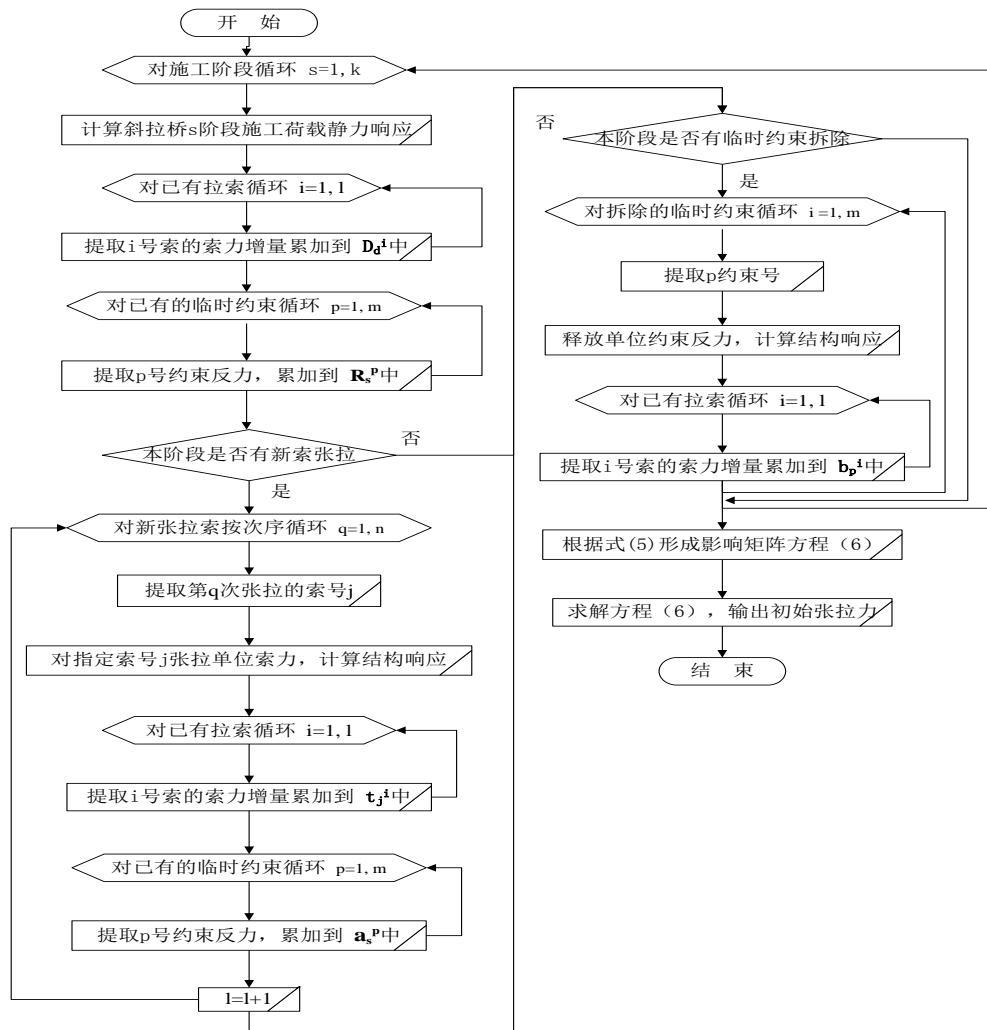 开 始
对施工阶段循环 s=1,k
计算斜拉桥s阶段施工荷载静力响应
对已有拉索循环 i=1,l
提取i号索的索力增量累加到 D_d^i中
对已有的临时约束循环 p=1,m
提取p号约束反力，累加到 R_s^p中
本阶段是否有新索张拉
否
是
对新张拉索按次序循环 q=1,n
提取第q次张拉的索号j
对指定索号j张拉单位索力，计算结构响应
对已有拉索循环 i=1,l
提取i号索的索力增量累加到 t_j^i中
对已有的临时约束循环 p=1,m
提取p号约束反力，累加到 a_s^p中
l=l+1
否
本阶段是否有临时约束拆除
是
对拆除的临时约束循环 i=1,m
提取p约束号
释放单位约束反力，计算结构响应
对已有拉索循环 i=1,l
提取i号索的索力增量累加到 b_p^i中
根据式(5)形成影响矩阵方程（6）
求解方程（6），输出初始张拉力
结 束